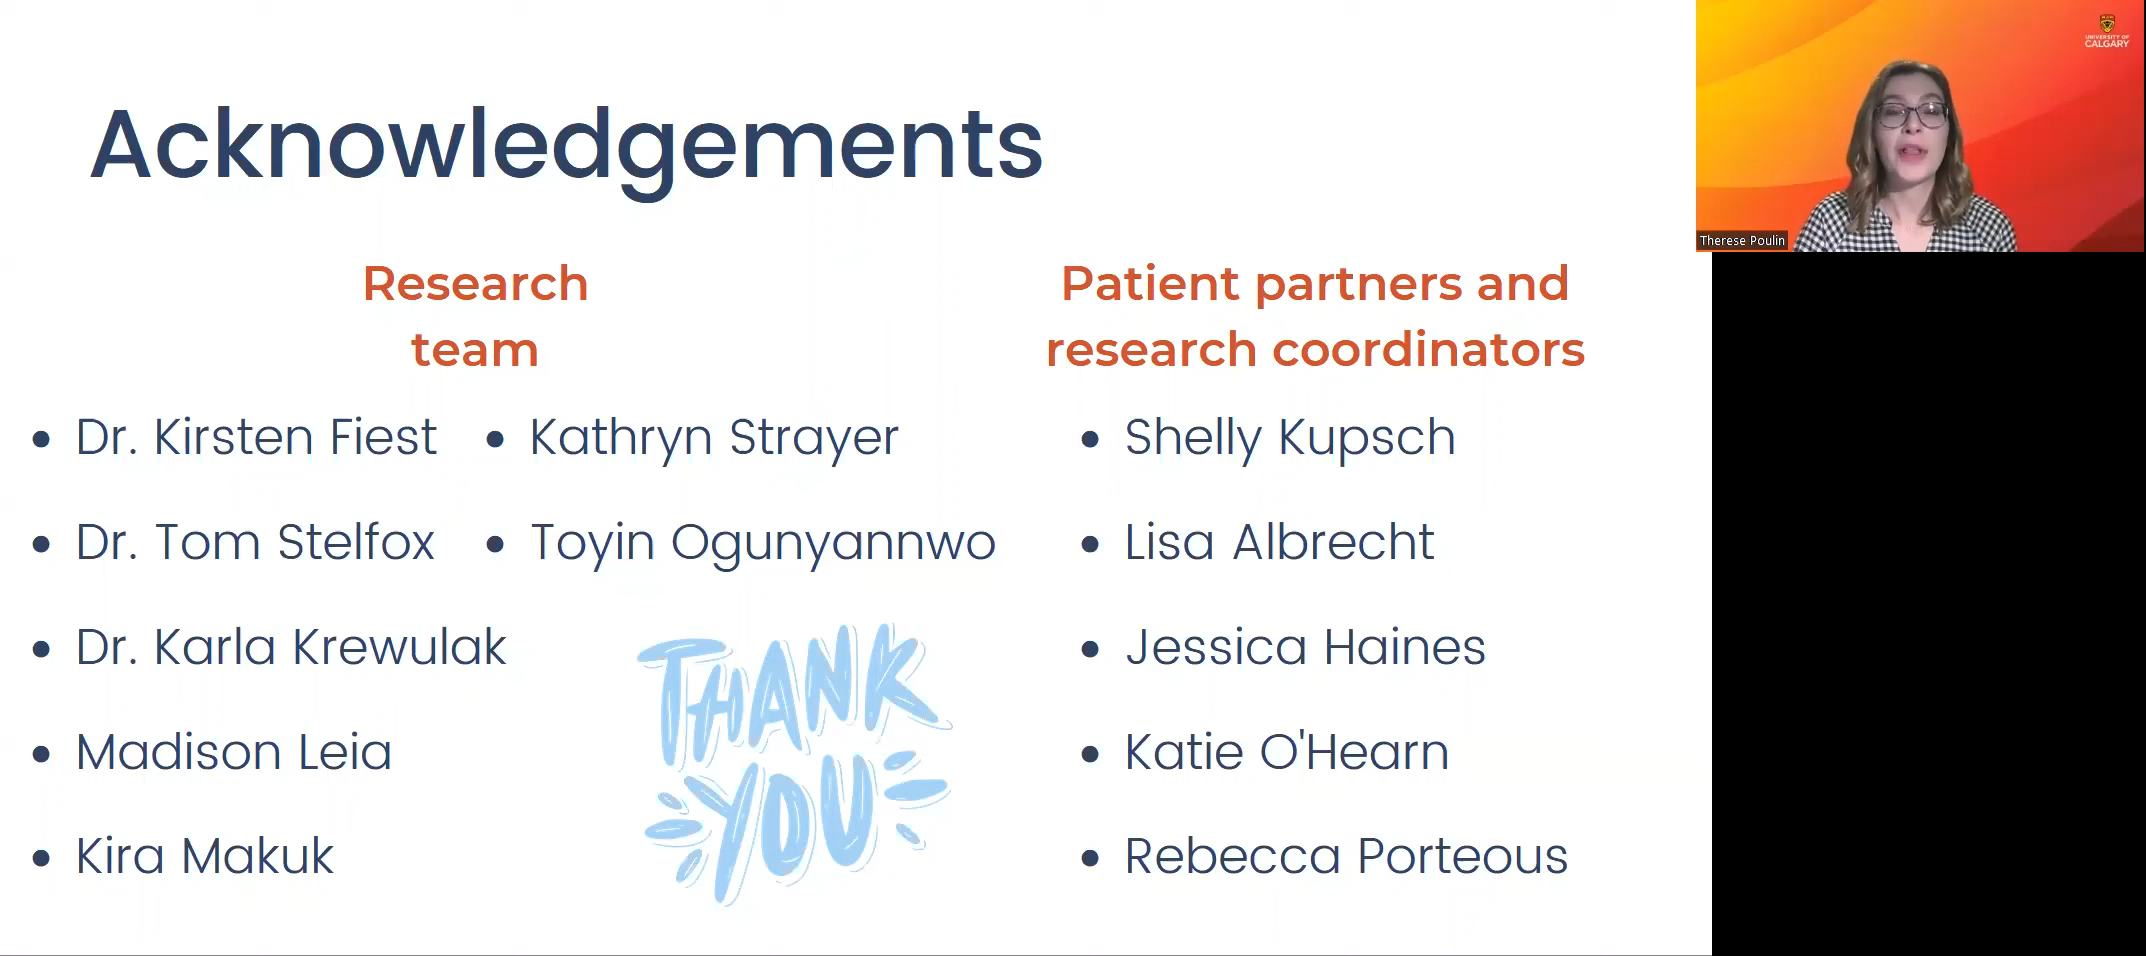 Acknowledgements
Research
team
Patient partners and
research coordinators
Dr. Kirsten Fiest
Dr. Tom Stelfox
Dr. Karla Krewulak
Madison Leia
Kira Makuk
Kathryn Strayer
Toyin Ogunyannwo
THANK
YOU
Shelly Kupsch
Lisa Albrecht
Jessica Haines
Katie O'Hearn
Rebecca Porteous
UNIVERSITY OF
CALGARY
Therese Poulin